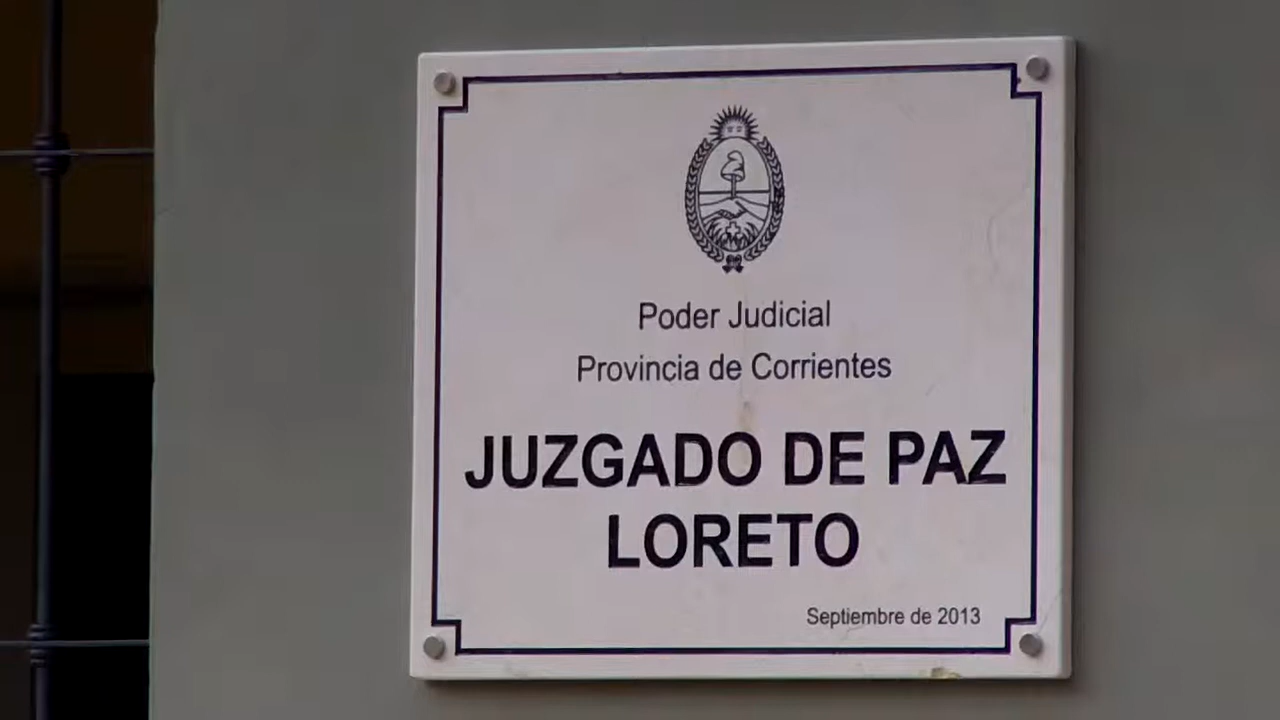 Poder Judicial
Provincia de Corrientes
JUZGADO DE PAZ
LORETO
Septiembre de 2013